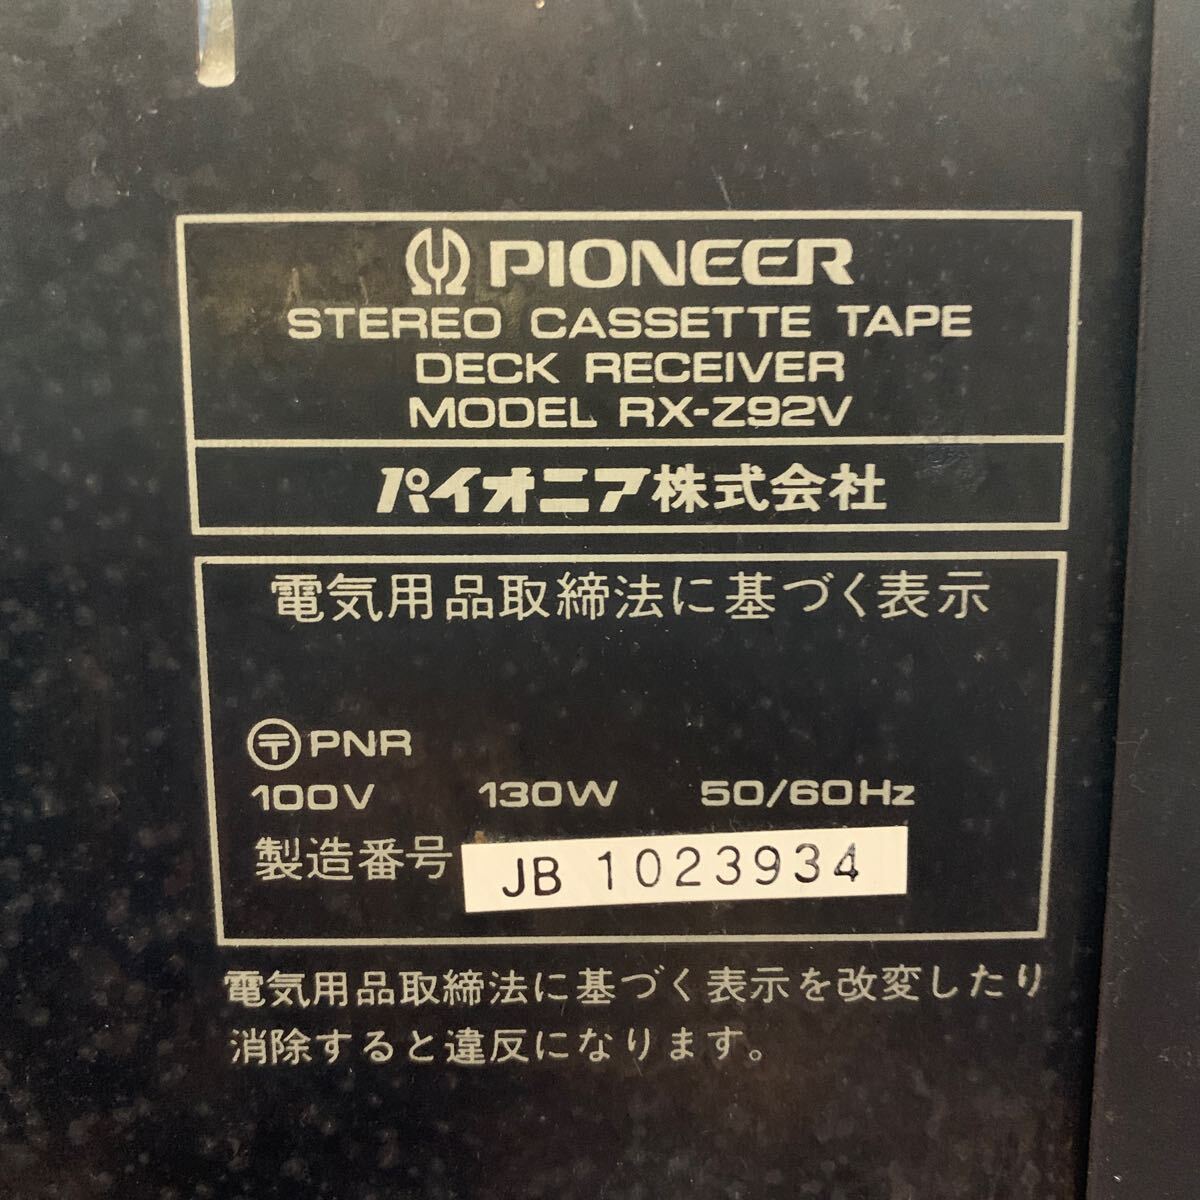 PIONEER
STEREO CASSETTE TAPE
DECK RECEIVER
MODEL RX-Z92V
パイオニア株式会社
電気用品取締法に基づく表示
〶PNR
100V 130W 50/60Hz
製造番号 JB 1023934
電気用品取締法に基づく表示を改変したり
消除すると違反になります。